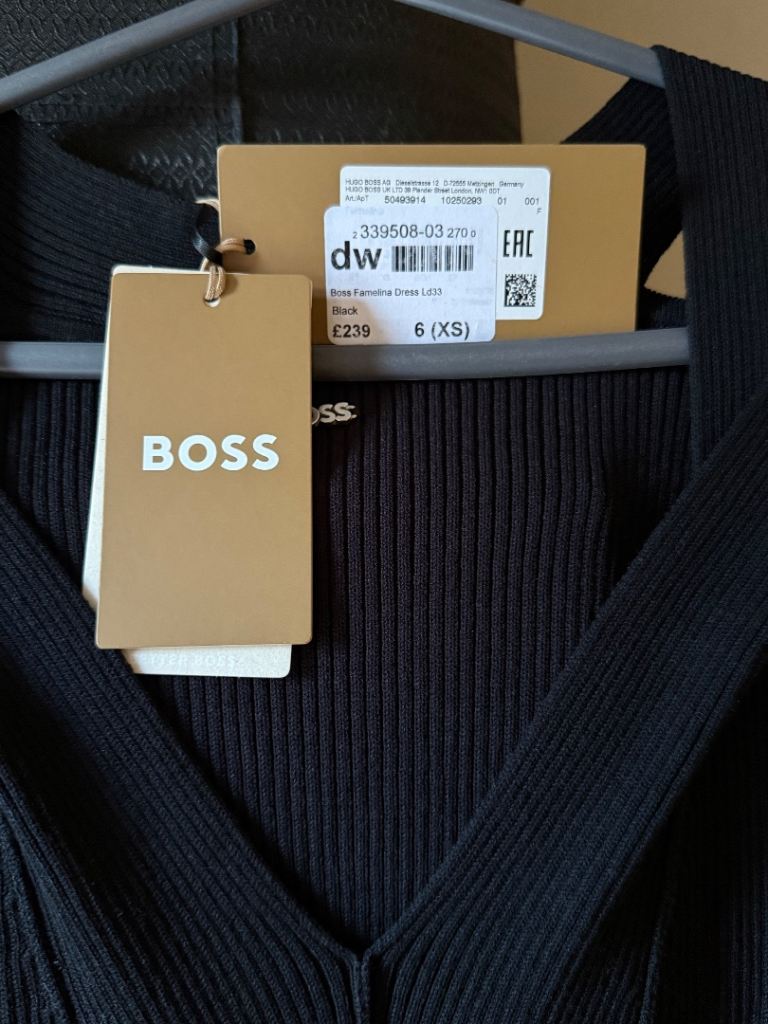 HUGO BOSS AG Dieselstrasse 12 D-72555 Metzingen Germany
HUGO BOSS UK LTD 39 Plender Street London, NW1 0DT
Art./ApT 50493914 10250293 01 001
F
EAC
2 339508-03 270 0
dw
Boss Famelina Dress Ld33
Black
£239 6 (XS)
BOSS
BOSS